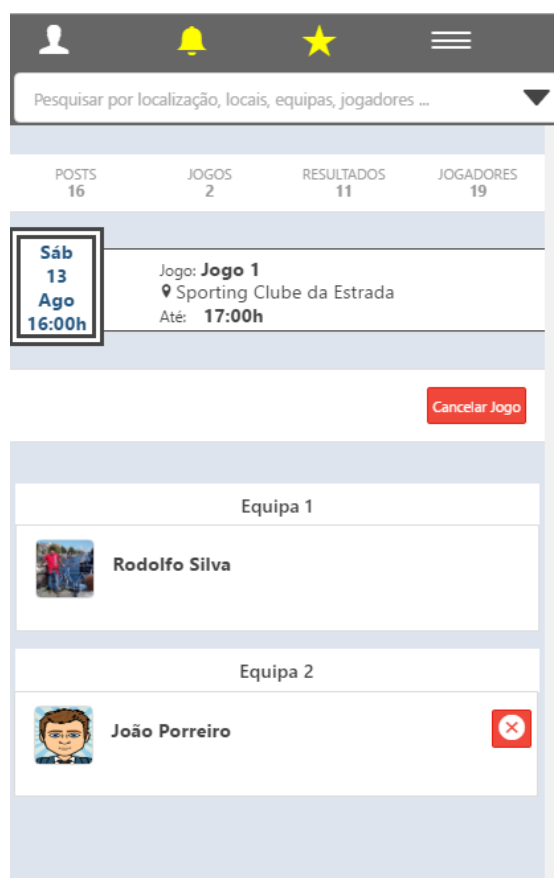 Pesquisar por localização, locais, equipas, jogadores ...
POSTS JOGOS RESULTADOS JOGADORES
16 2 11 19
Sáb
13
Ago
16:00h
Jogo: Jogo 1
Sporting Clube da Estrada
Até: 17:00h
Cancelar Jogo
Equipa 1
Rodolfo Silva
Equipa 2
João Porreiro